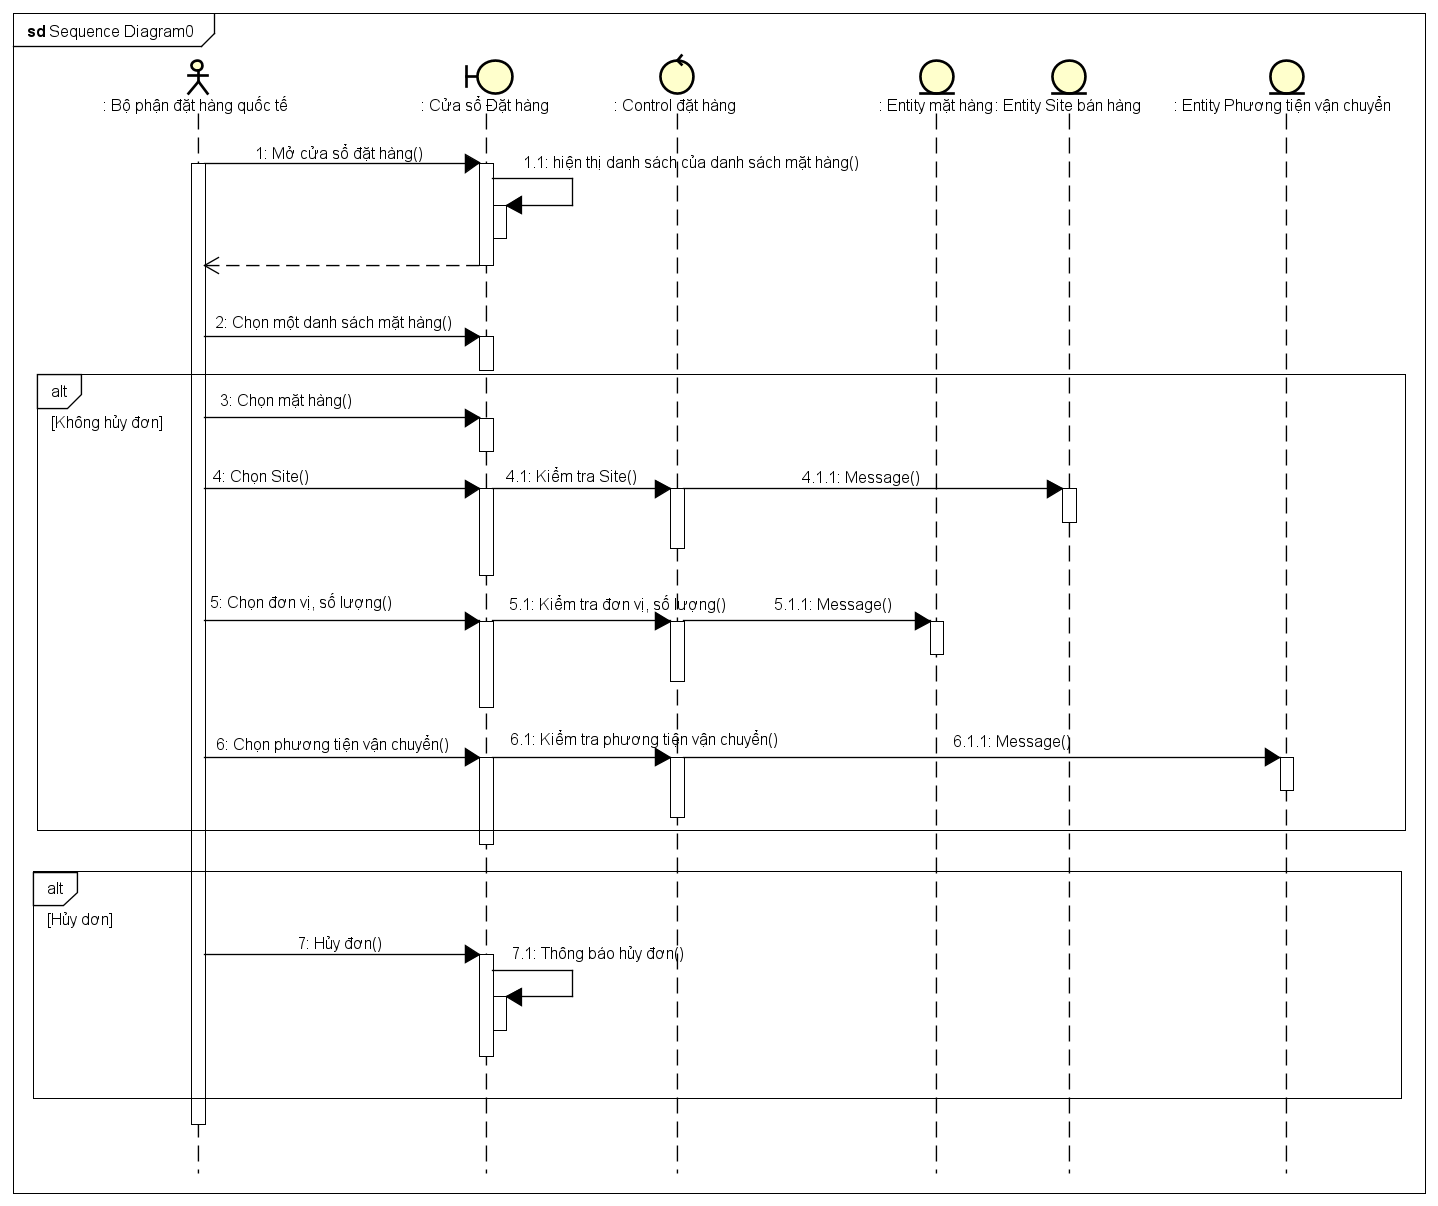 sd Sequence Diagram0
: Bộ phận đặt hàng quốc tế
: Cửa sổ Đặt hàng
: Control đặt hàng
: Entity mặt hàng
: Entity Site bán hàng
: Entity Phương tiện vận chuyển
1: Mở cửa sổ đặt hàng()
1.1: hiện thị danh sách của danh sách mặt hàng()
2: Chọn một danh sách mặt hàng()
alt
[Không hủy đơn]
3: Chọn mặt hàng()
4: Chọn Site()
4.1: Kiểm tra Site()
4.1.1: Message()
5: Chọn đơn vị, số lượng()
5.1: Kiểm tra đơn vị, số lượng()
5.1.1: Message()
6: Chọn phương tiện vận chuyển()
6.1: Kiểm tra phương tiện vận chuyển()
6.1.1: Message()
alt
[Hủy dơn]
7: Hủy đơn()
7.1: Thông báo hủy đơn()